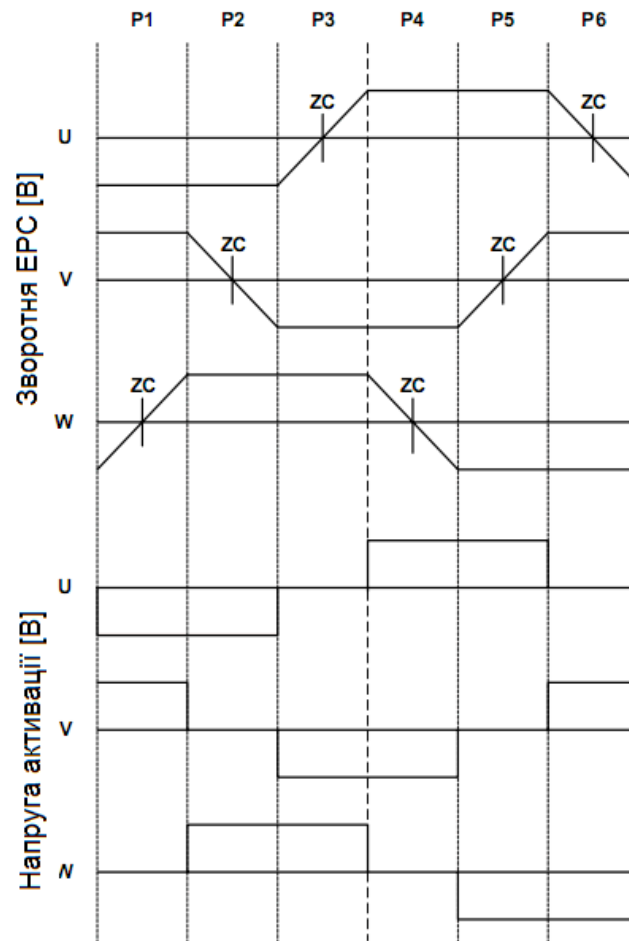 P1 P2 P3 P4 P5 P6
ZC ZC
U
ZC ZC
V
ZC ZC
W
Зворотня ЕРС [В]
U
V
N
Напруга активації [В]